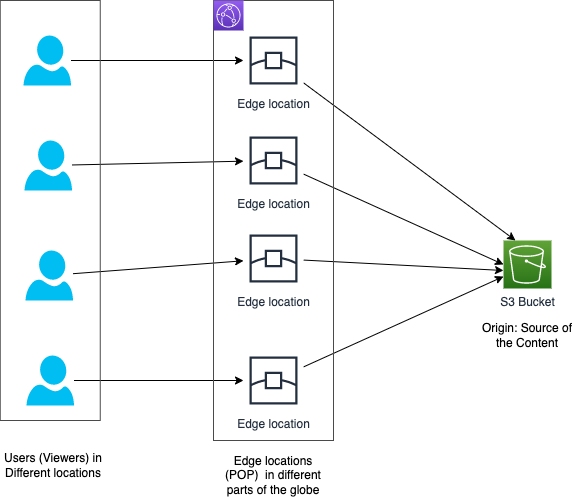 Edge location
Edge location
Edge location
Edge location
S3 Bucket
Origin: Source of
the Content
Users (Viewers) in
Different locations
Edge locations
(POP)  in different
parts of the globe